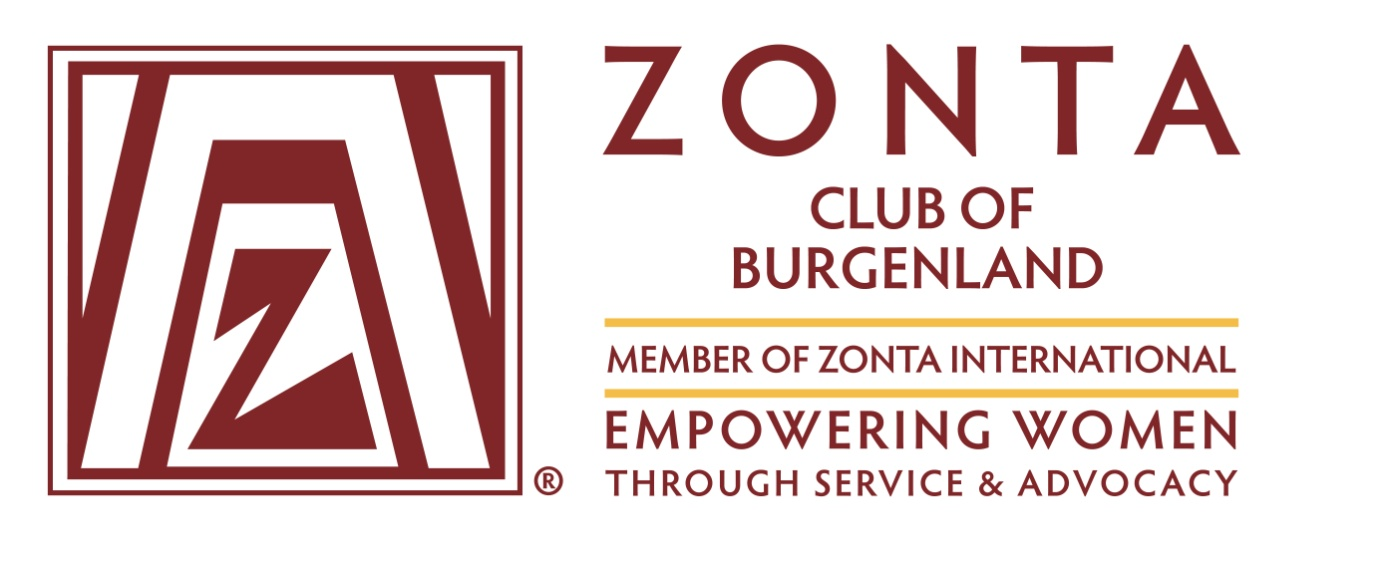 ZONTA
CLUB OF
BURGENLAND
MEMBER OF ZONTA INTERNATIONAL
EMPOWERING WOMEN
THROUGH SERVICE & ADVOCACY
®